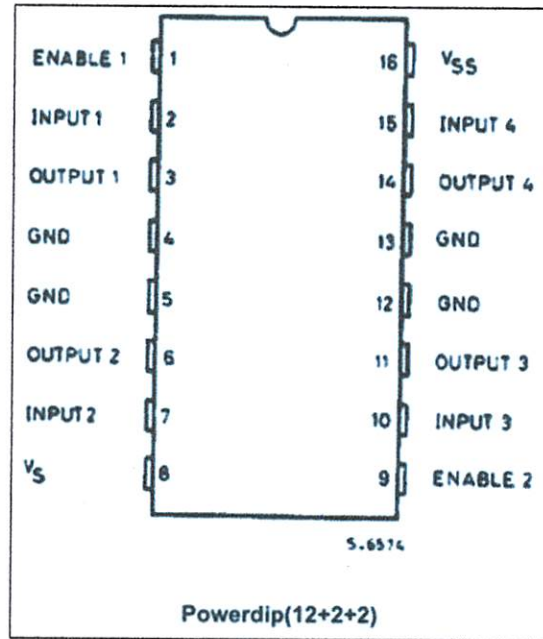 ENABLE 1 1 16 VSS
INPUT 1 2 15 INPUT 4
OUTPUT 1 3 14 OUTPUT 4
GND 4 13 GND
GND 5 12 GND
OUTPUT 2 6 11 OUTPUT 3
INPUT 2 7 10 INPUT 3
VS 8 9 ENABLE 2
S-6574
Powerdip(12+2+2)